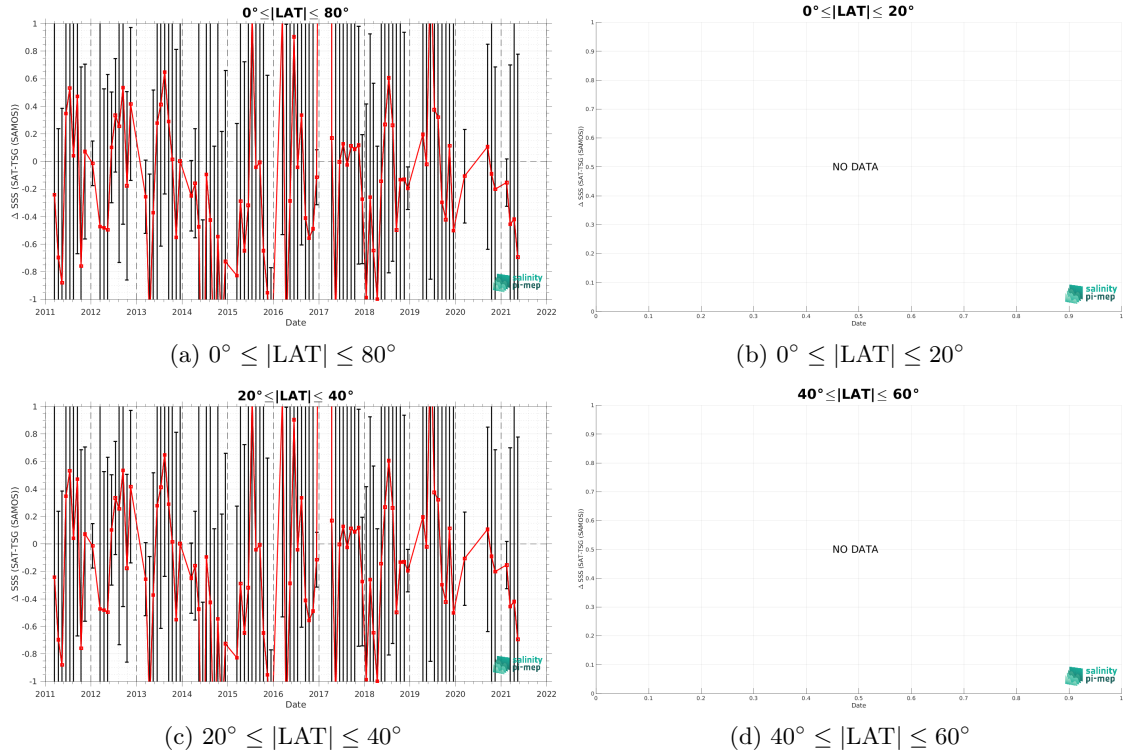 0°≤|LAT|≤ 80°
Δ SSS (SAT-TSG (SAMOS))
1
0.8
0.6
0.4
0.2
0
-0.2
-0.4
-0.6
-0.8
-1
2011 2012 2013 2014 2015 2016 2017 2018 2019 2020 2021 2022
Date
salinity
pi-mep
(a) 0° ≤ |LAT| ≤ 80°
0°≤|LAT|≤ 20°
Δ SSS (SAT-TSG (SAMOS))
1
0.9
0.8
0.7
0.6
0.5
0.4
0.3
0.2
0.1
0
NO DATA
0 0.1 0.2 0.3 0.4 0.5 0.6 0.7 0.8 0.9 1
Date
salinity
pi-mep
(b) 0° ≤ |LAT| ≤ 20°
20°≤|LAT|≤ 40°
Δ SSS (SAT-TSG (SAMOS))
1
0.8
0.6
0.4
0.2
0
-0.2
-0.4
-0.6
-0.8
-1
2011 2012 2013 2014 2015 2016 2017 2018 2019 2020 2021 2022
Date
salinity
pi-mep
(c) 20° ≤ |LAT| ≤ 40°
40°≤|LAT|≤ 60°
Δ SSS (SAT-TSG (SAMOS))
1
0.9
0.8
0.7
0.6
0.5
0.4
0.3
0.2
0.1
0
NO DATA
0 0.1 0.2 0.3 0.4 0.5 0.6 0.7 0.8 0.9 1
Date
salinity
pi-mep
(d) 40° ≤ |LAT| ≤ 60°